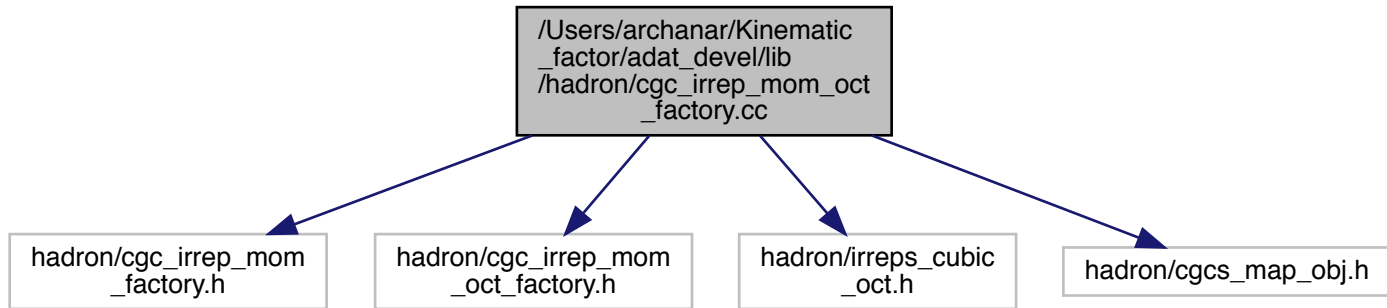 /Users/archanar/Kinematic
_factor/adat_devel/lib
/hadron/cgc_irrep_mom_oct
_factory.cc
hadron/cgc_irrep_mom
_factory.h
hadron/cgc_irrep_mom
_oct_factory.h
hadron/irreps_cubic
_oct.h
hadron/cgcs_map_obj.h